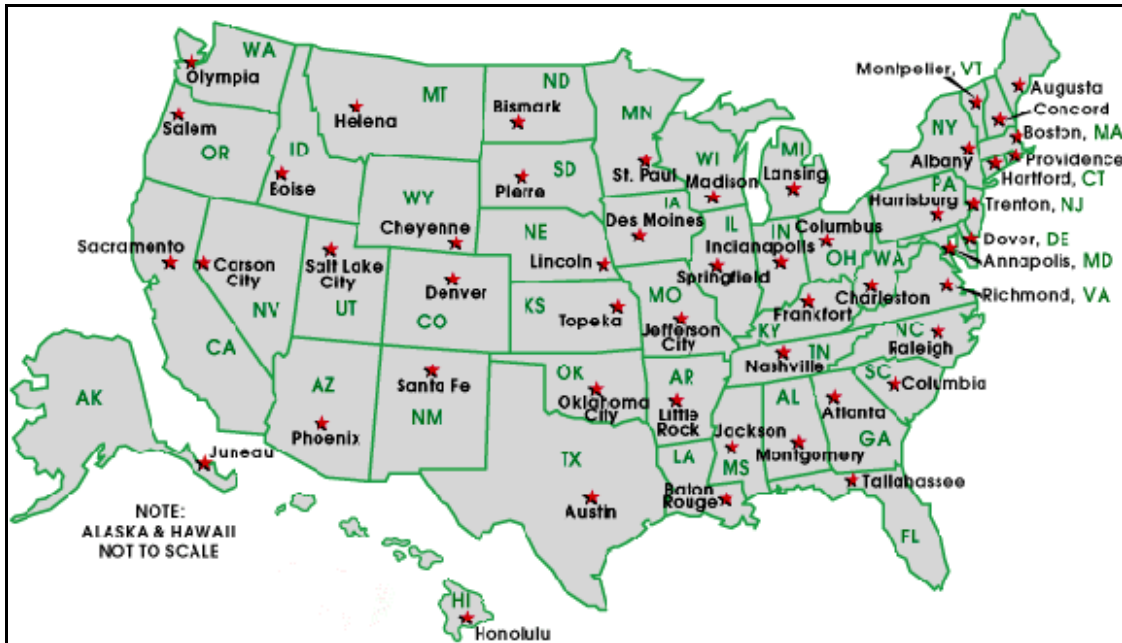 WA
Olympia
MT
Helena
ND
Bismark
MN
Montpelier, VT
Augusta
Concord
Salem
OR
ID
Eoise
SD
Pierre
St. Paul
WI
Madison
MI
Lansing
NY
Albany
Boston, MA
Providence
Hartford, CT
WY
Cheyenne
NE
Lincoln
IA
Des Moines
IL
Springfield
IN
Indianapolis
Columbus
OH
PA
Harrisburg
Trenton, NJ
Dover, DE
Annapolis, MD
Sacramento
Carson
City
NV
Salt Lake
City
UT
Denver
CO
KS
Topeka
MO
Jefferson
City
KY
Frankfort
WA
Charleston
Richmond, VA
CA
AZ
Phoenix
Santa Fe
NM
OK
Oklahoma
City
AR
Little
Rock
TN
Nashville
NC
Raleigh
SC
Columbia
AK
Juneau
TX
Austin
LA
Baton
Rouge
Jackson
MS
AL
Montgomery
Atlanta
GA
Tallabassee
FL
NOTE:
ALASKA & HAWAII
NOT TO SCALE
HI
Honolulu